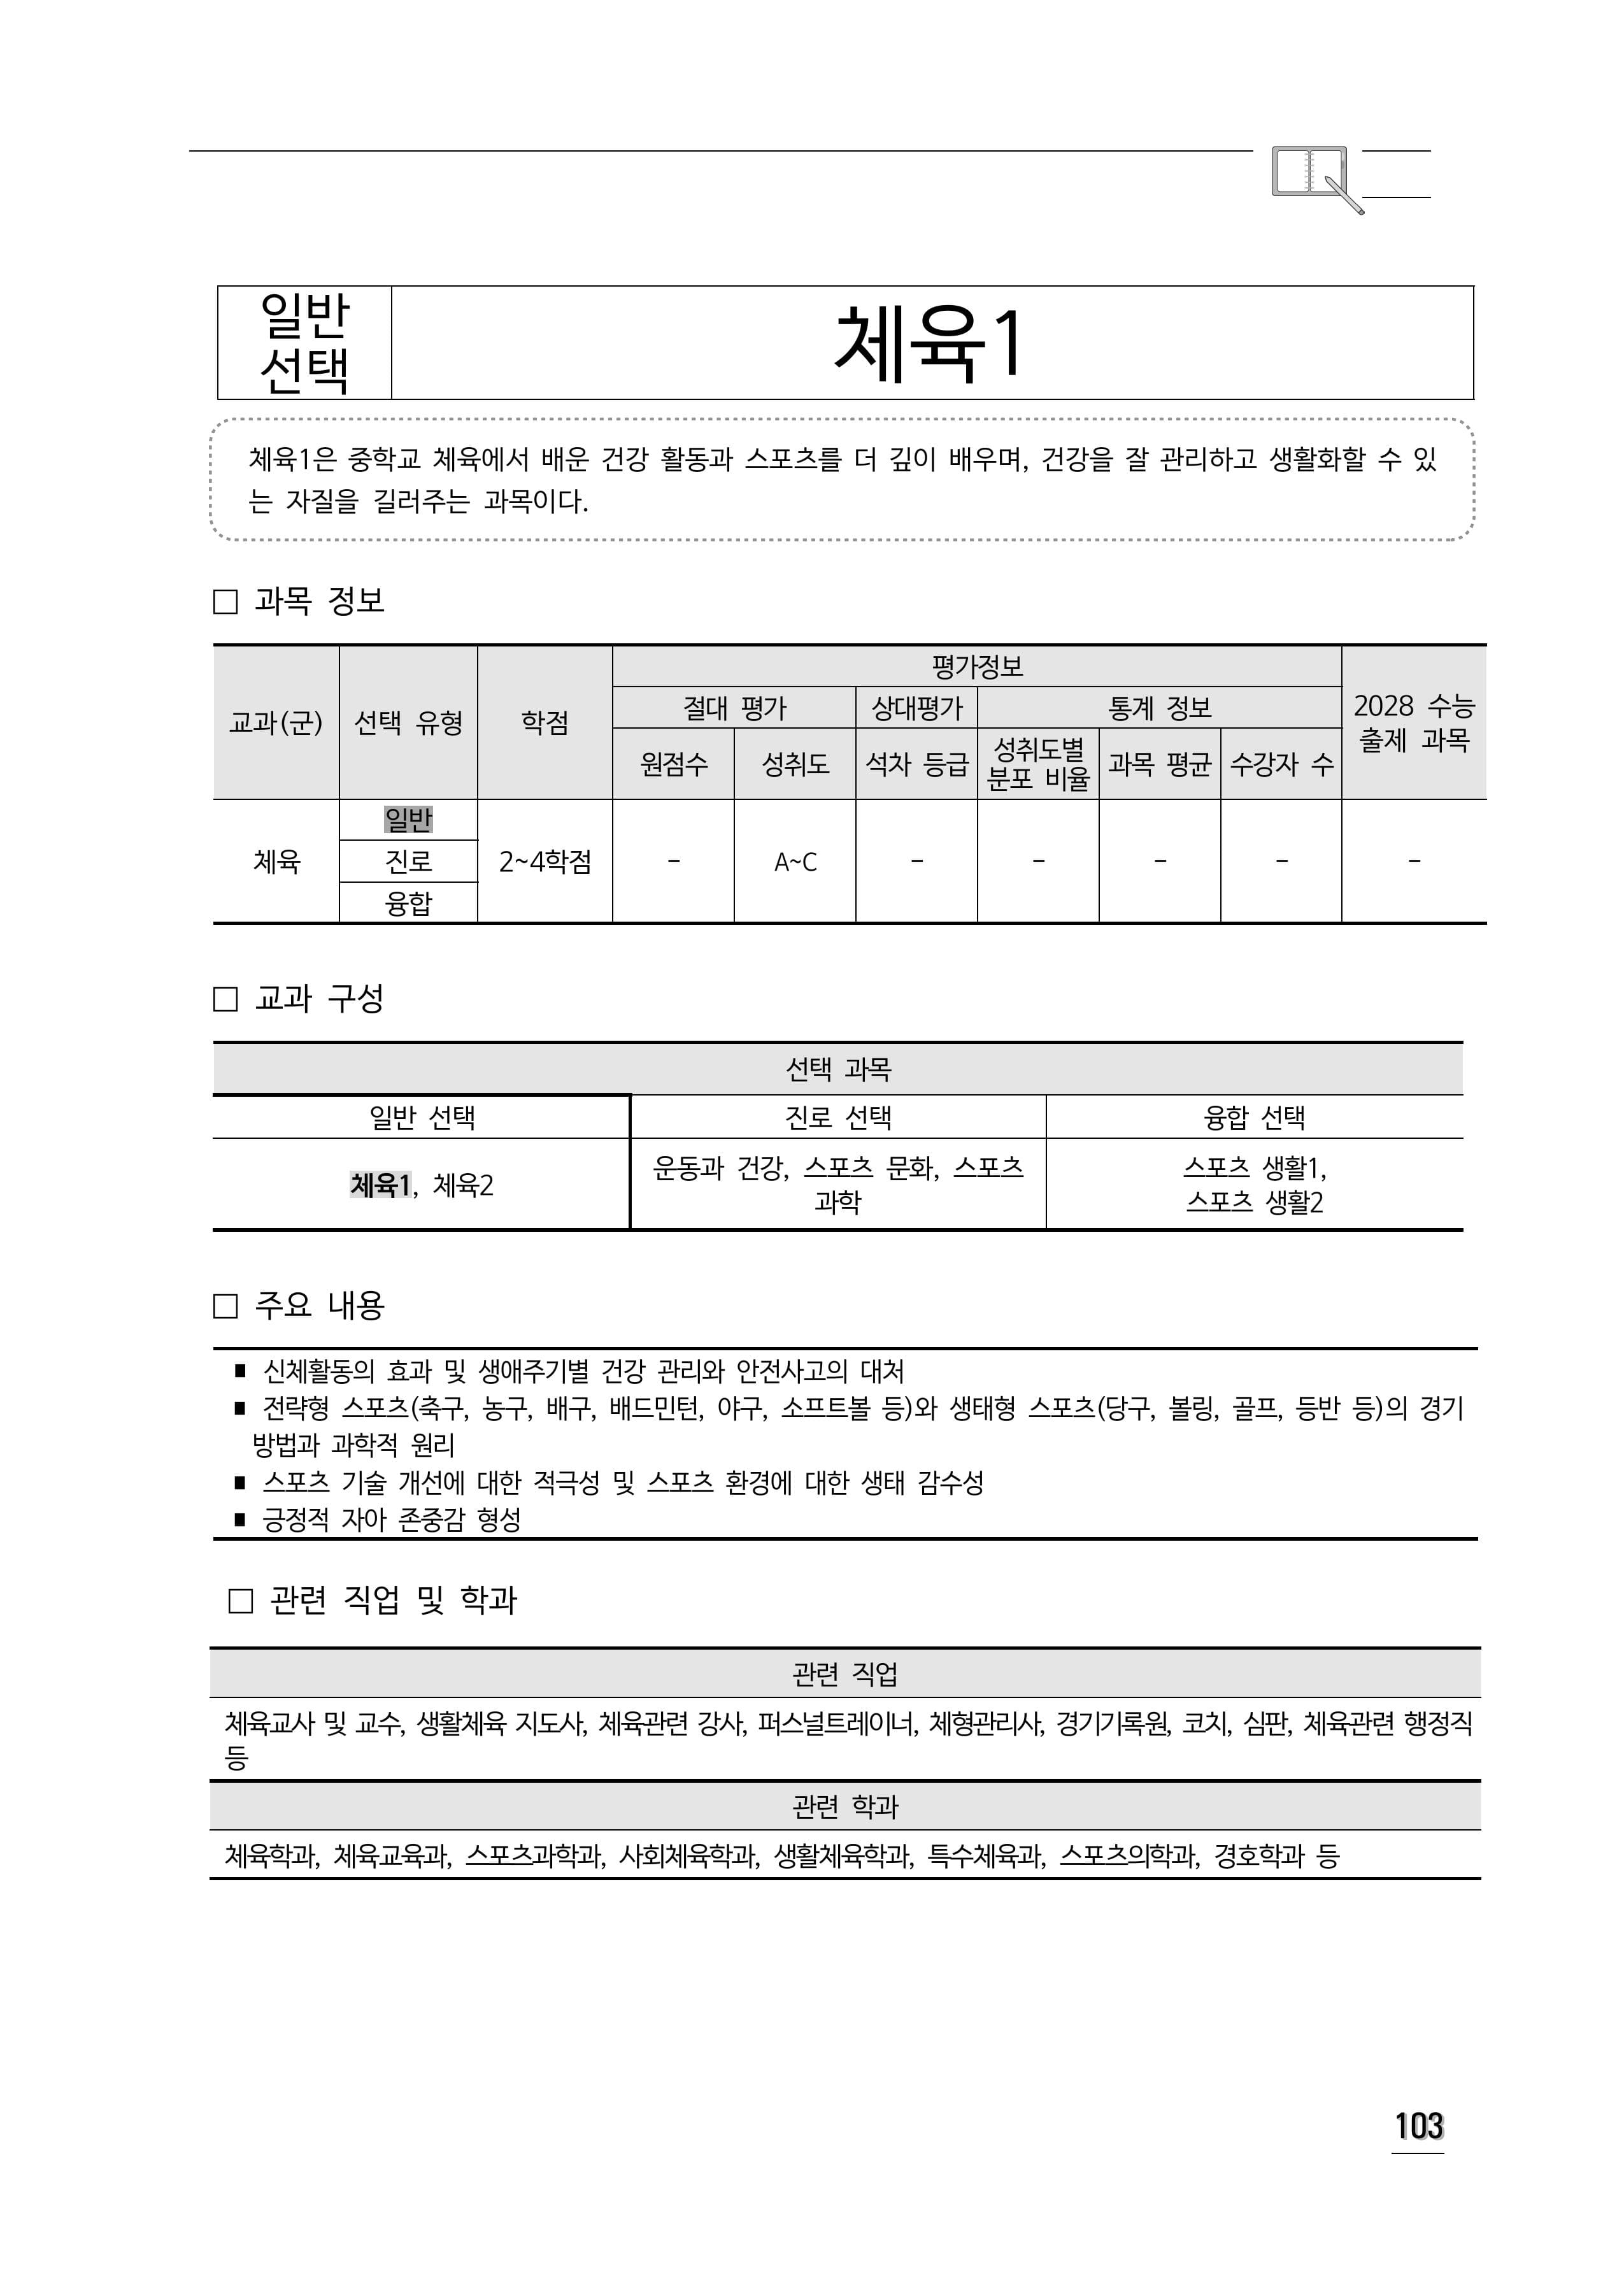 일반
선택
체육1
체육1은 중학교 체육에서 배운 건강 활동과 스포츠를 더 깊이 배우며, 건강을 잘 관리하고 생활화할 수 있
는 자질을 길러주는 과목이다.
□ 과목 정보
교과(군) 선택 유형 학점 평가정보 2028 수능
출제 과목
절대 평가 상대평가 통계 정보
원점수 성취도 석차 등급 성취도별
분포 비율 과목 평균 수강자 수
체육 일반
진로
융합
2~4학점 - A~C - - - - -
□ 교과 구성
선택 과목
일반 선택 진로 선택 융합 선택
체육1, 체육2
운동과 건강, 스포츠 문화, 스포츠
과학
스포츠 생활1,
스포츠 생활2
□ 주요 내용
■ 신체활동의 효과 및 생애주기별 건강 관리와 안전사고의 대처
■ 전략형 스포츠(축구, 농구, 배구, 배드민턴, 야구, 소프트볼 등)와 생태형 스포츠(당구, 볼링, 골프, 등반 등)의 경기
방법과 과학적 원리
■ 스포츠 기술 개선에 대한 적극성 및 스포츠 환경에 대한 생태 감수성
■ 긍정적 자아 존중감 형성
□ 관련 직업 및 학과
관련 직업
체육교사 및 교수, 생활체육 지도사, 체육관련 강사, 퍼스널트레이너, 체형관리사, 경기기록원, 코치, 심판, 체육관련 행정직
등
관련 학과
체육학과, 체육교육과, 스포츠과학과, 사회체육학과, 생활체육학과, 특수체육과, 스포츠의학과, 경호학과 등
103